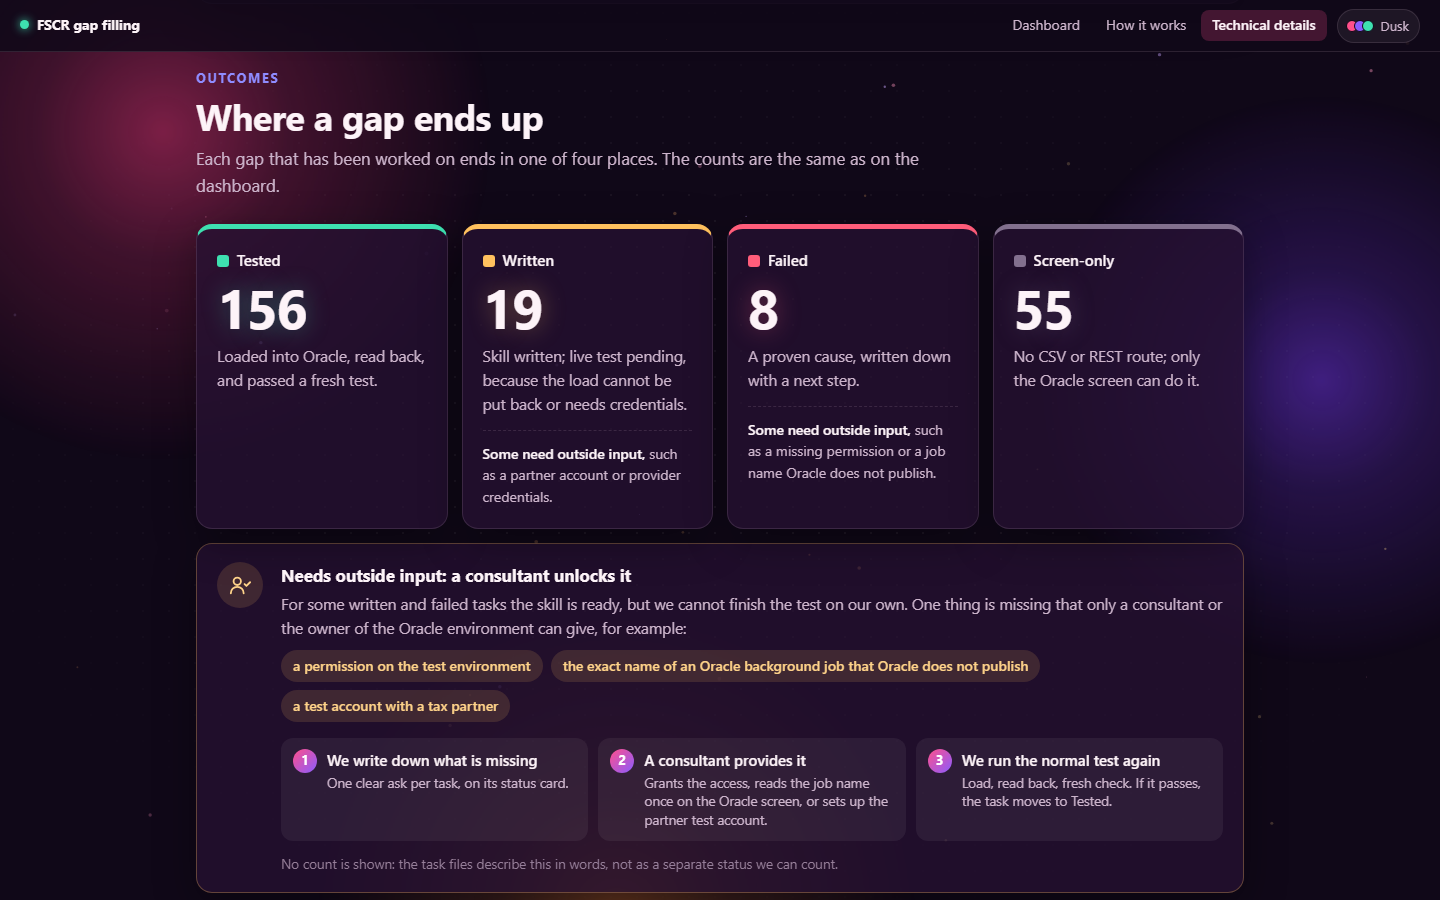 FSCR gap filling
Dashboard
How it works
Technical details
Dusk
OUTCOMES
Where a gap ends up
Each gap that has been worked on ends in one of four places. The counts are the same as on the
dashboard.
Tested
156
Loaded into Oracle, read back,
and passed a fresh test.
Written
19
Skill written; live test pending,
because the load cannot be
put back or needs credentials.
Some need outside input, such
as a partner account or provider
credentials.
Failed
8
A proven cause, written down
with a next step.
Some need outside input, such
as a missing permission or a job
name Oracle does not publish.
Screen-only
55
No CSV or REST route; only
the Oracle screen can do it.
Needs outside input: a consultant unlocks it
For some written and failed tasks the skill is ready, but we cannot finish the test on our own. One thing is missing that only a consultant or
the owner of the Oracle environment can give, for example:
a permission on the test environment
the exact name of an Oracle background job that Oracle does not publish
a test account with a tax partner
1
We write down what is missing
One clear ask per task, on its status card.
2
A consultant provides it
Grants the access, reads the job name
once on the Oracle screen, or sets up the
partner test account.
3
We run the normal test again
Load, read back, fresh check. If it passes,
the task moves to Tested.
No count is shown: the task files describe this in words, not as a separate status we can count.